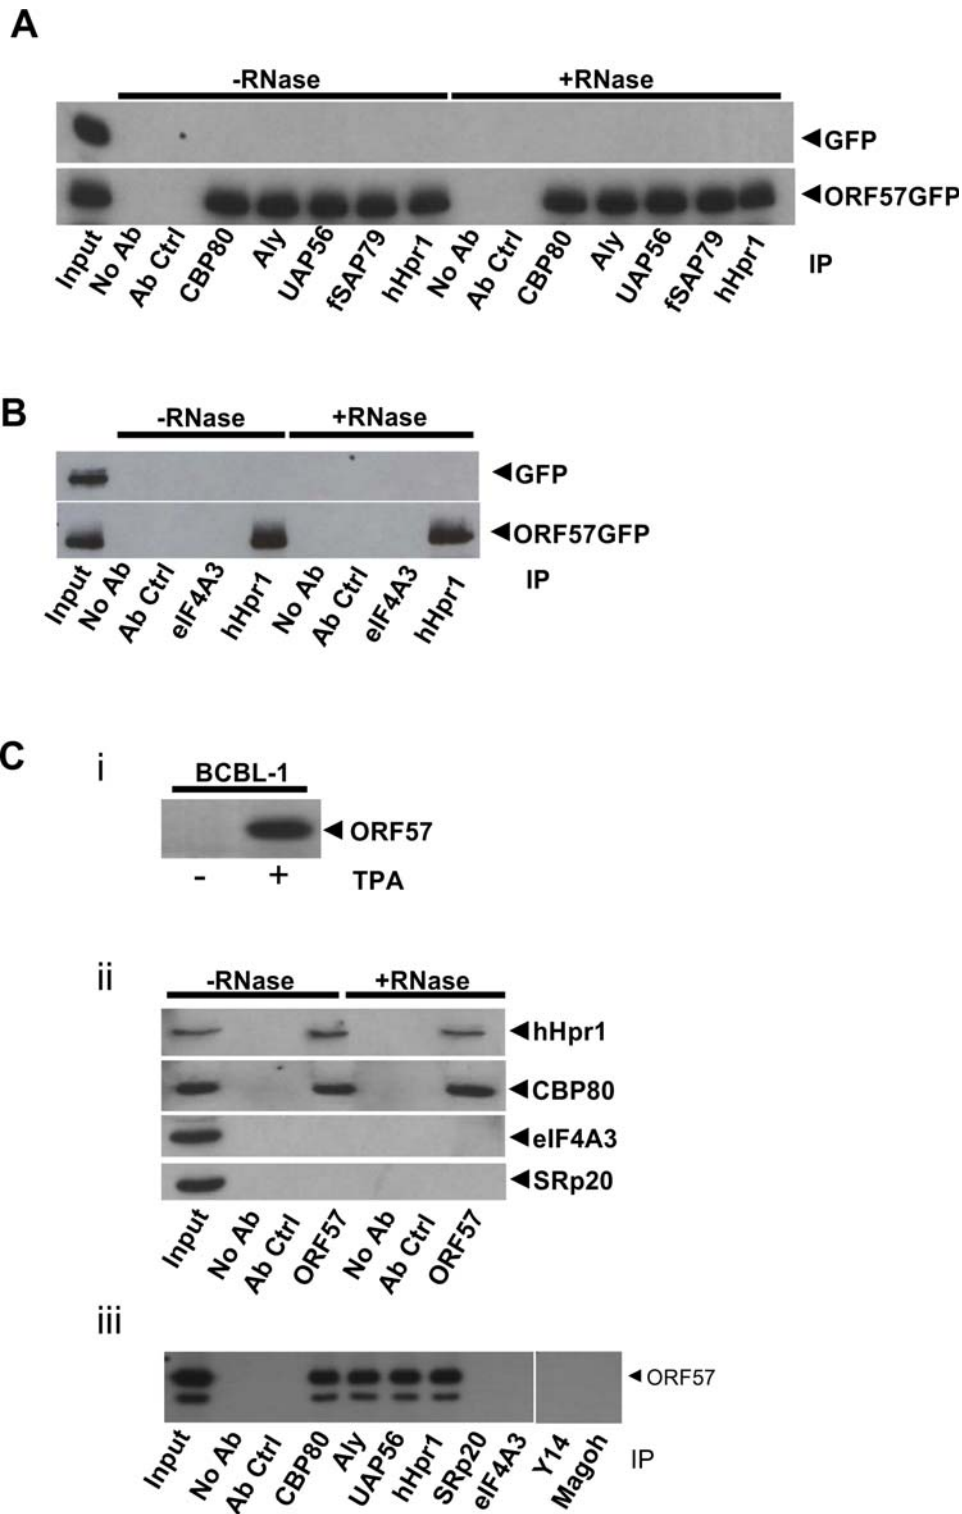 A
-RNase +RNase
GFP
ORF57GFP
Input No Ab Ab Ctrl CBP80 Aly UAP56 fSAP79 hHpr1 No Ab Ab Ctrl CBP80 Aly UAP56 fSAP79 hHpr1 IP
B
-RNase +RNase
GFP
ORF57GFP
Input No Ab Ab Ctrl eIF4A3 hHpr1 No Ab Ab Ctrl eIF4A3 hHpr1 IP
C
i
BCBL-1
ORF57
- + TPA
ii
-RNase +RNase
hHpr1
CBP80
eIF4A3
SRp20
Input No Ab Ab Ctrl ORF57 No Ab Ab Ctrl ORF57
iii
ORF57
Input No Ab Ab Ctrl CBP80 Aly UAP56 hHpr1 SRp20 eIF4A3 Y14 Magoh IP